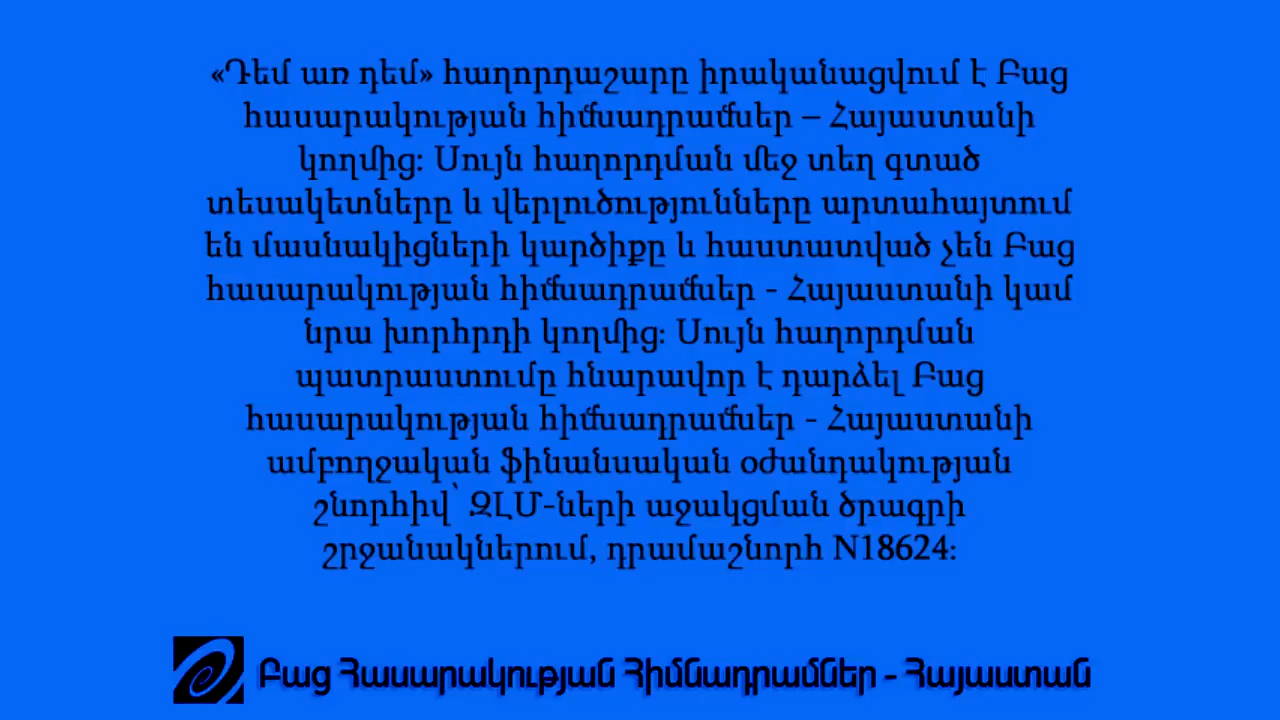 «Դեմ առ դեմ» հաղորդաշարը իրականացվում է Բաց
հասարակության հիմնադրամներ – Հայաստանի
կողմից։ Սույն հաղորդման մեջ տեղ գտած
տեսակետները և վերլուծությունները արտահայտում
են մասնակիցների կարծիքը և հաստատված չեն Բաց
հասարակության հիմնադրամներ - Հայաստանի կամ
նրա խորհրդի կողմից։ Սույն հաղորդման
պատրաստումը հնարավոր է դարձել Բաց
հասարակության հիմնադրամներ - Հայաստանի
ամբողջական ֆինանսական օժանդակության
շնորհիվ՝ ԶԼՄ-ների աջակցման ծրագրի
շրջանակներում, դրամաշնորհ N18624։
Բաց Հասարակության Հիմնադրամներ - Հայաստան